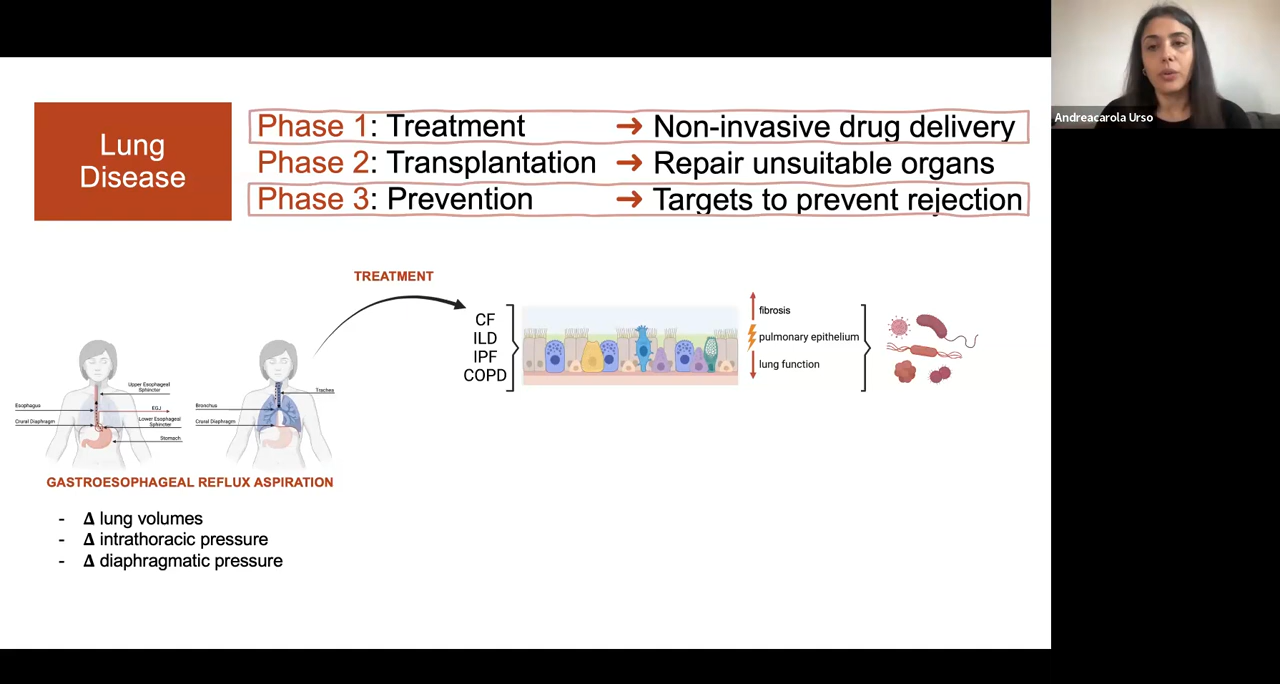 Lung
Disease
Phase 1: Treatment → Non-invasive drug delivery
Phase 2: Transplantation → Repair unsuitable organs
Phase 3: Prevention → Targets to prevent rejection
Andreacarola Urso
TREATMENT
CF
ILD
IPF
COPD
fibrosis
pulmonary epithelium
lung function
Upper Esophageal
Sphincter
Esophagus
EGJ
Crural Diaphragm
Lower Esophageal
Sphincter
Stomach
Trachea
Bronchus
Crural Diaphragm
GASTROESOPHAGEAL REFLUX ASPIRATION
- Δ lung volumes
- Δ intrathoracic pressure
- Δ diaphragmatic pressure